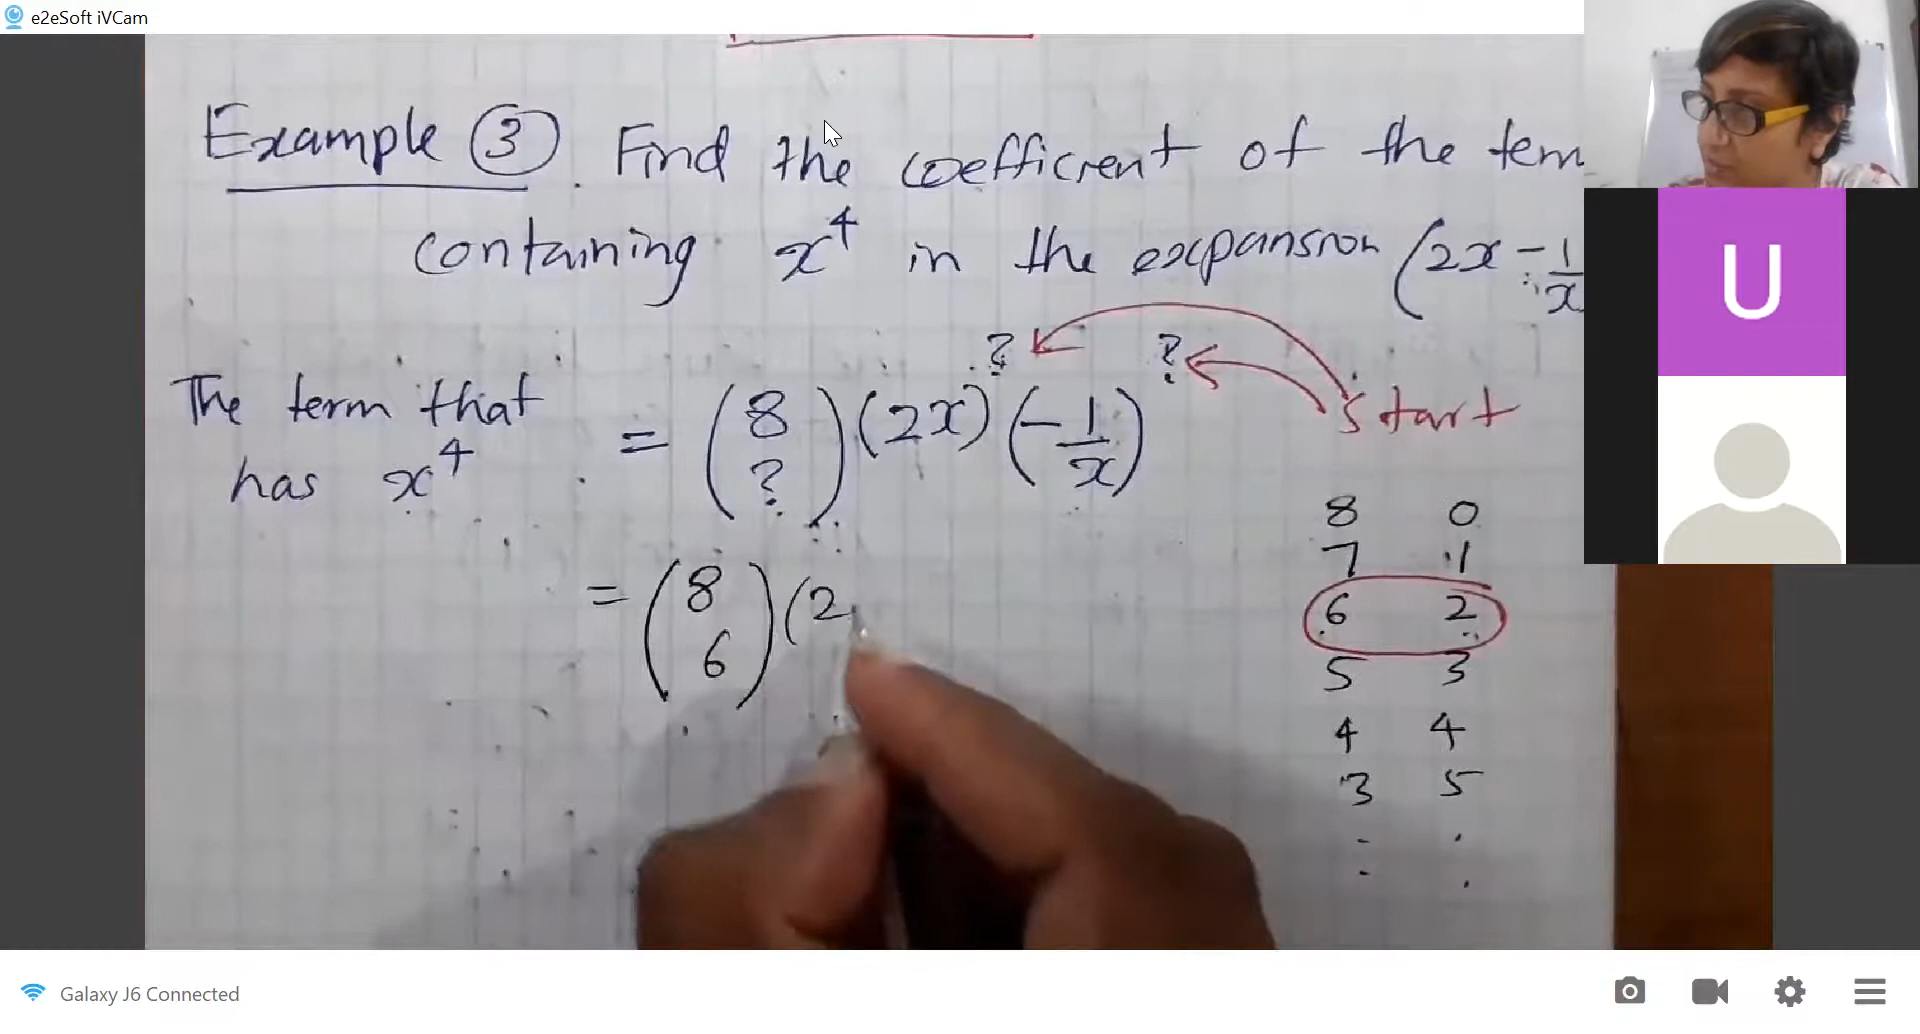 e2eSoft iVCam
Example ③. Find the coefficient of the term
containing x⁴ in the expansion (2x - 1/x
The term that
has x⁴
= (8 ?) (2x)^? (-1/x)^?
Start
= (8 6) (2
8 0
7 1
6 2
5 3
4 4
3 5
U
Galaxy J6 Connected